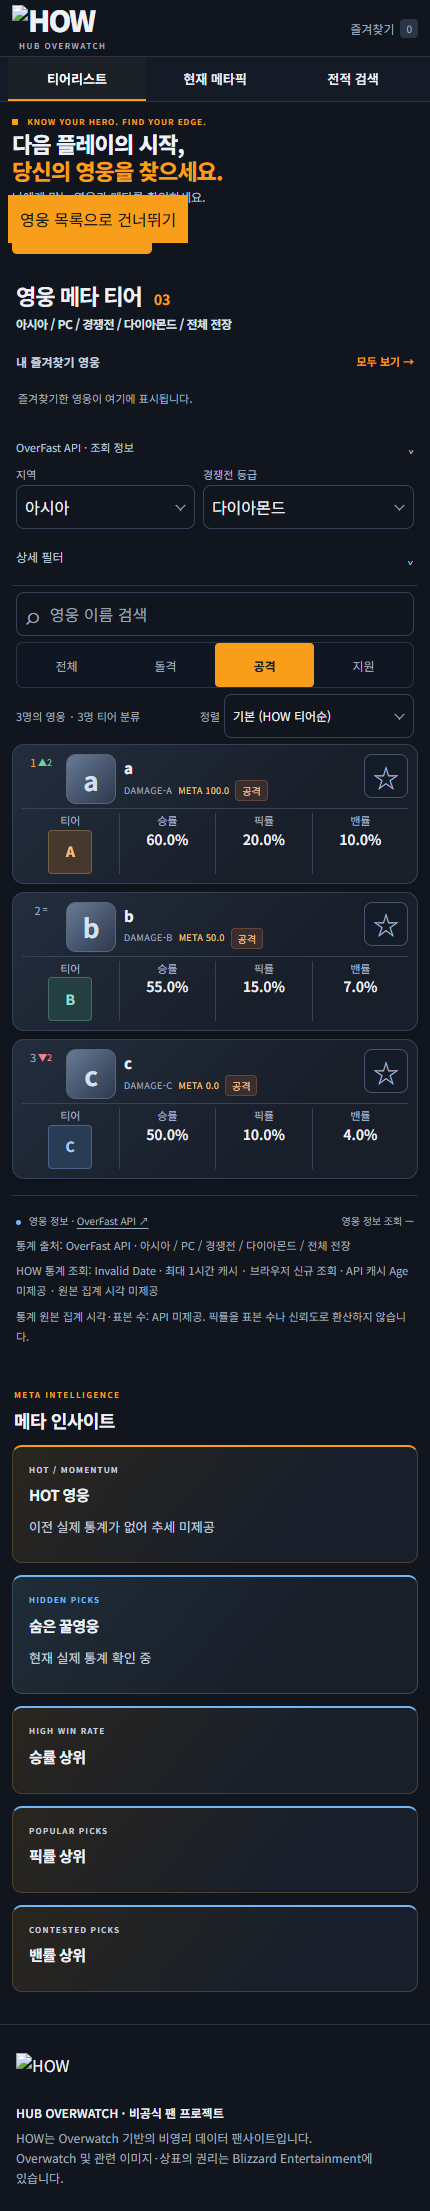 HOW
HUB OVERWATCH
즐겨찾기 0
티어리스트 현재 메타픽 전적 검색
KNOW YOUR HERO. FIND YOUR EDGE.
다음 플레이의 시작,
당신의 영웅을 찾으세요.
영웅 목록으로 건너뛰기
영웅 메타 티어 03
아시아 / PC / 경쟁전 / 다이아몬드 / 전체 전장
내 즐겨찾기 영웅 모두 보기 →
즐겨찾기한 영웅이 여기에 표시됩니다.
OverFast API · 조회 정보 ˅
지역 경쟁전 등급
아시아 다이아몬드
상세 필터 ˅
⌕ 영웅 이름 검색
전체 돌격 공격 지원
3명의 영웅 · 3명 티어 분류 정렬 기본 (HOW 티어순)
1 ▲2 a a ☆
DAMAGE-A META 100.0 공격
티어 승률 픽률 밴률
A 60.0% 20.0% 10.0%
2 = b b ☆
DAMAGE-B META 50.0 공격
티어 승률 픽률 밴률
B 55.0% 15.0% 7.0%
3 ▼2 c c ☆
DAMAGE-C META 0.0 공격
티어 승률 픽률 밴률
C 50.0% 10.0% 4.0%
영웅 정보 · OverFast API ↗ 영웅 정보 조회 —
통계 출처: OverFast API · 아시아 / PC / 경쟁전 / 다이아몬드 / 전체 전장
HOW 통계 조회: Invalid Date · 최대 1시간 캐시 · 브라우저 신규 조회 · API 캐시 Age
미제공 · 원본 집계 시각 미제공
통계 원본 집계 시각·표본 수: API 미제공. 픽률을 표본 수나 신뢰도로 환산하지 않습니
다.
META INTELLIGENCE
메타 인사이트
HOT / MOMENTUM
HOT 영웅
이전 실제 통계가 없어 추세 미제공
HIDDEN PICKS
숨은 꿀영웅
현재 실제 통계 확인 중
HIGH WIN RATE
승률 상위
POPULAR PICKS
픽률 상위
CONTESTED PICKS
밴률 상위
HOW
HUB OVERWATCH · 비공식 팬 프로젝트
HOW는 Overwatch 기반의 비영리 데이터 팬사이트입니다.
Overwatch 및 관련 이미지·상표의 권리는 Blizzard Entertainment에
있습니다.